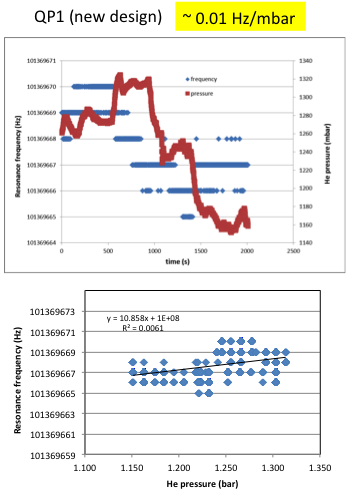 QP1 (new design) ~ 0.01 Hz/mbar
101369671
101369670
101369669
101369668
101369667
101369666
101369665
101369664
Resonance frequency (Hz)
frequency
pressure
1340
1320
1300
1280
1260
1240
1220
1200
1180
1160
1140
He pressure (mbar)
0 500 1000 1500 2000 2500
time (s)
101369673
101369671
101369669
101369667
101369665
101369663
101369661
101369659
Resonance frequency (Hz)
y = 10.858x + 1E+08
R² = 0.0061
1.100 1.150 1.200 1.250 1.300 1.350
He pressure (bar)